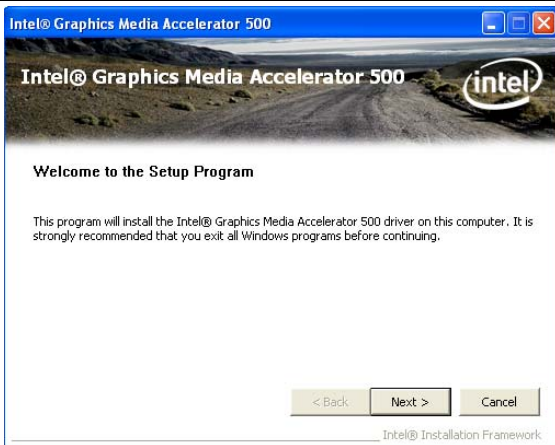 Intel® Graphics Media Accelerator 500
Intel® Graphics Media Accelerator 500
intel
Welcome to the Setup Program
This program will install the Intel® Graphics Media Accelerator 500 driver on this computer. It is
strongly recommended that you exit all Windows programs before continuing.
< Back Next > Cancel
Intel® Installation Framework